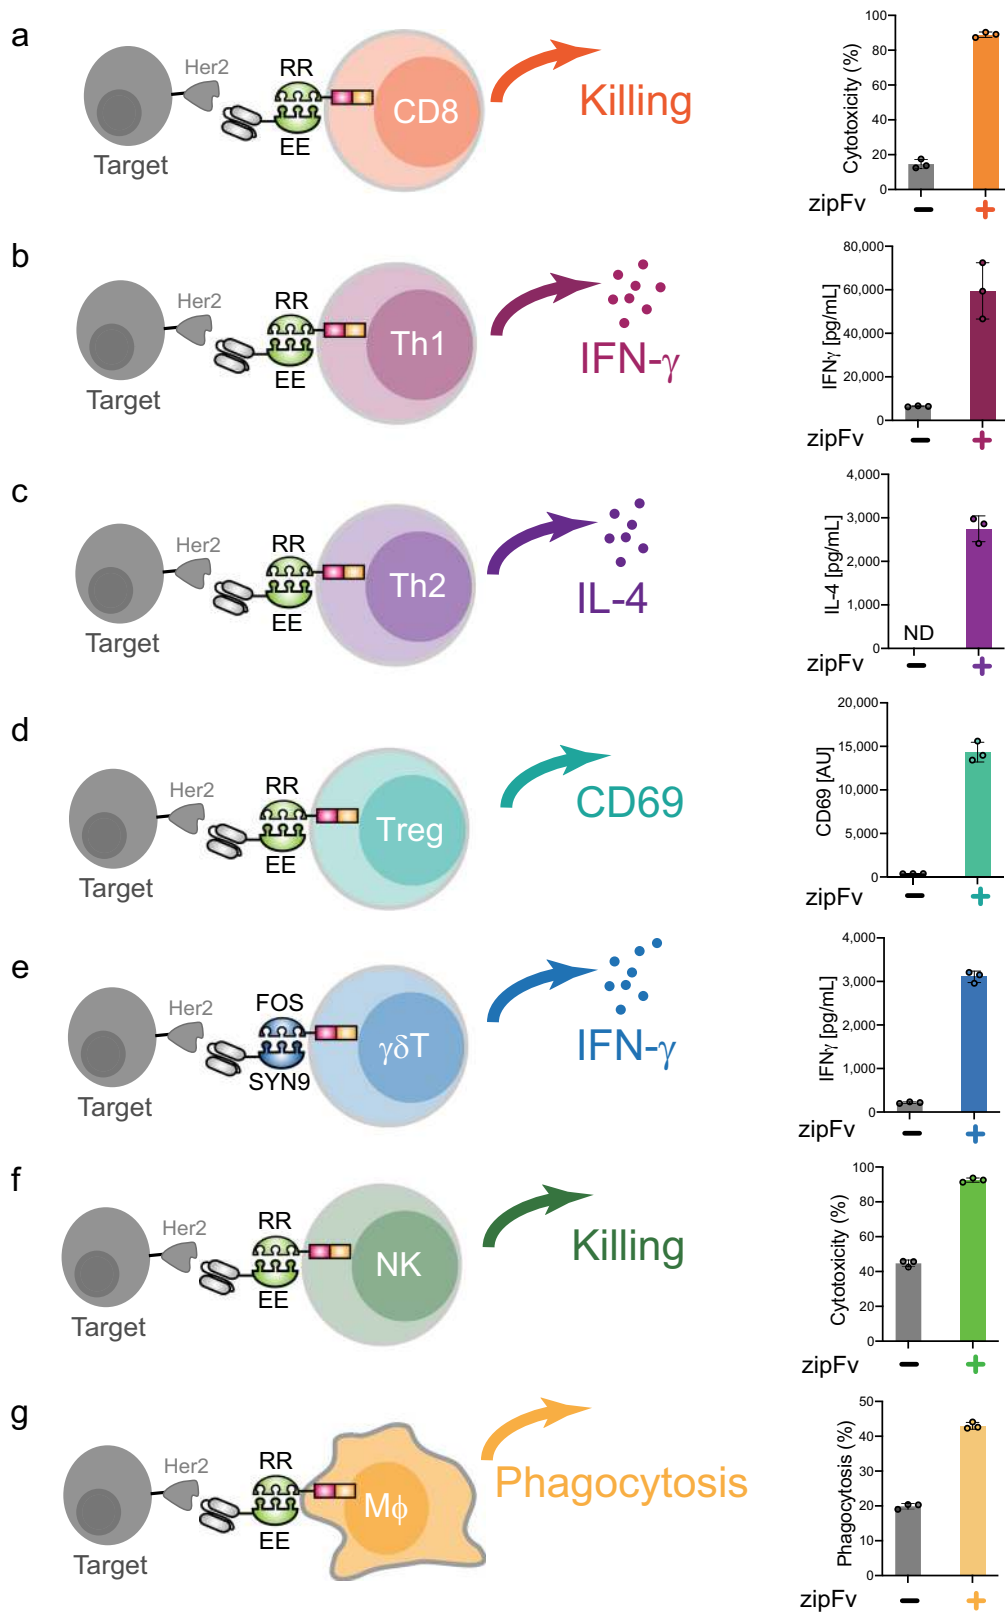 a
Her2
RR
CD8
EE
Target
Killing
Cytotoxicity (%)
100
80
60
40
20
0
zipFv
−
+
b
Her2
RR
Th1
EE
Target
IFN-γ
IFNγ [pg/mL]
80,000
60,000
40,000
20,000
0
zipFv
−
+
c
Her2
RR
Th2
EE
Target
IL-4
IL-4 [pg/mL]
4,000
3,000
2,000
1,000
0
ND
zipFv
−
+
d
Her2
RR
Treg
EE
Target
CD69
CD69 [AU]
20,000
15,000
10,000
5,000
0
zipFv
−
+
e
Her2
FOS
γδT
SYN9
Target
IFN-γ
IFNγ [pg/mL]
4,000
3,000
2,000
1,000
0
zipFv
−
+
f
Her2
RR
NK
EE
Target
Killing
Cytotoxicity (%)
100
80
60
40
20
0
zipFv
−
+
g
Her2
RR
Mϕ
EE
Target
Phagocytosis
Phagocytosis (%)
50
40
30
20
10
0
zipFv
−
+